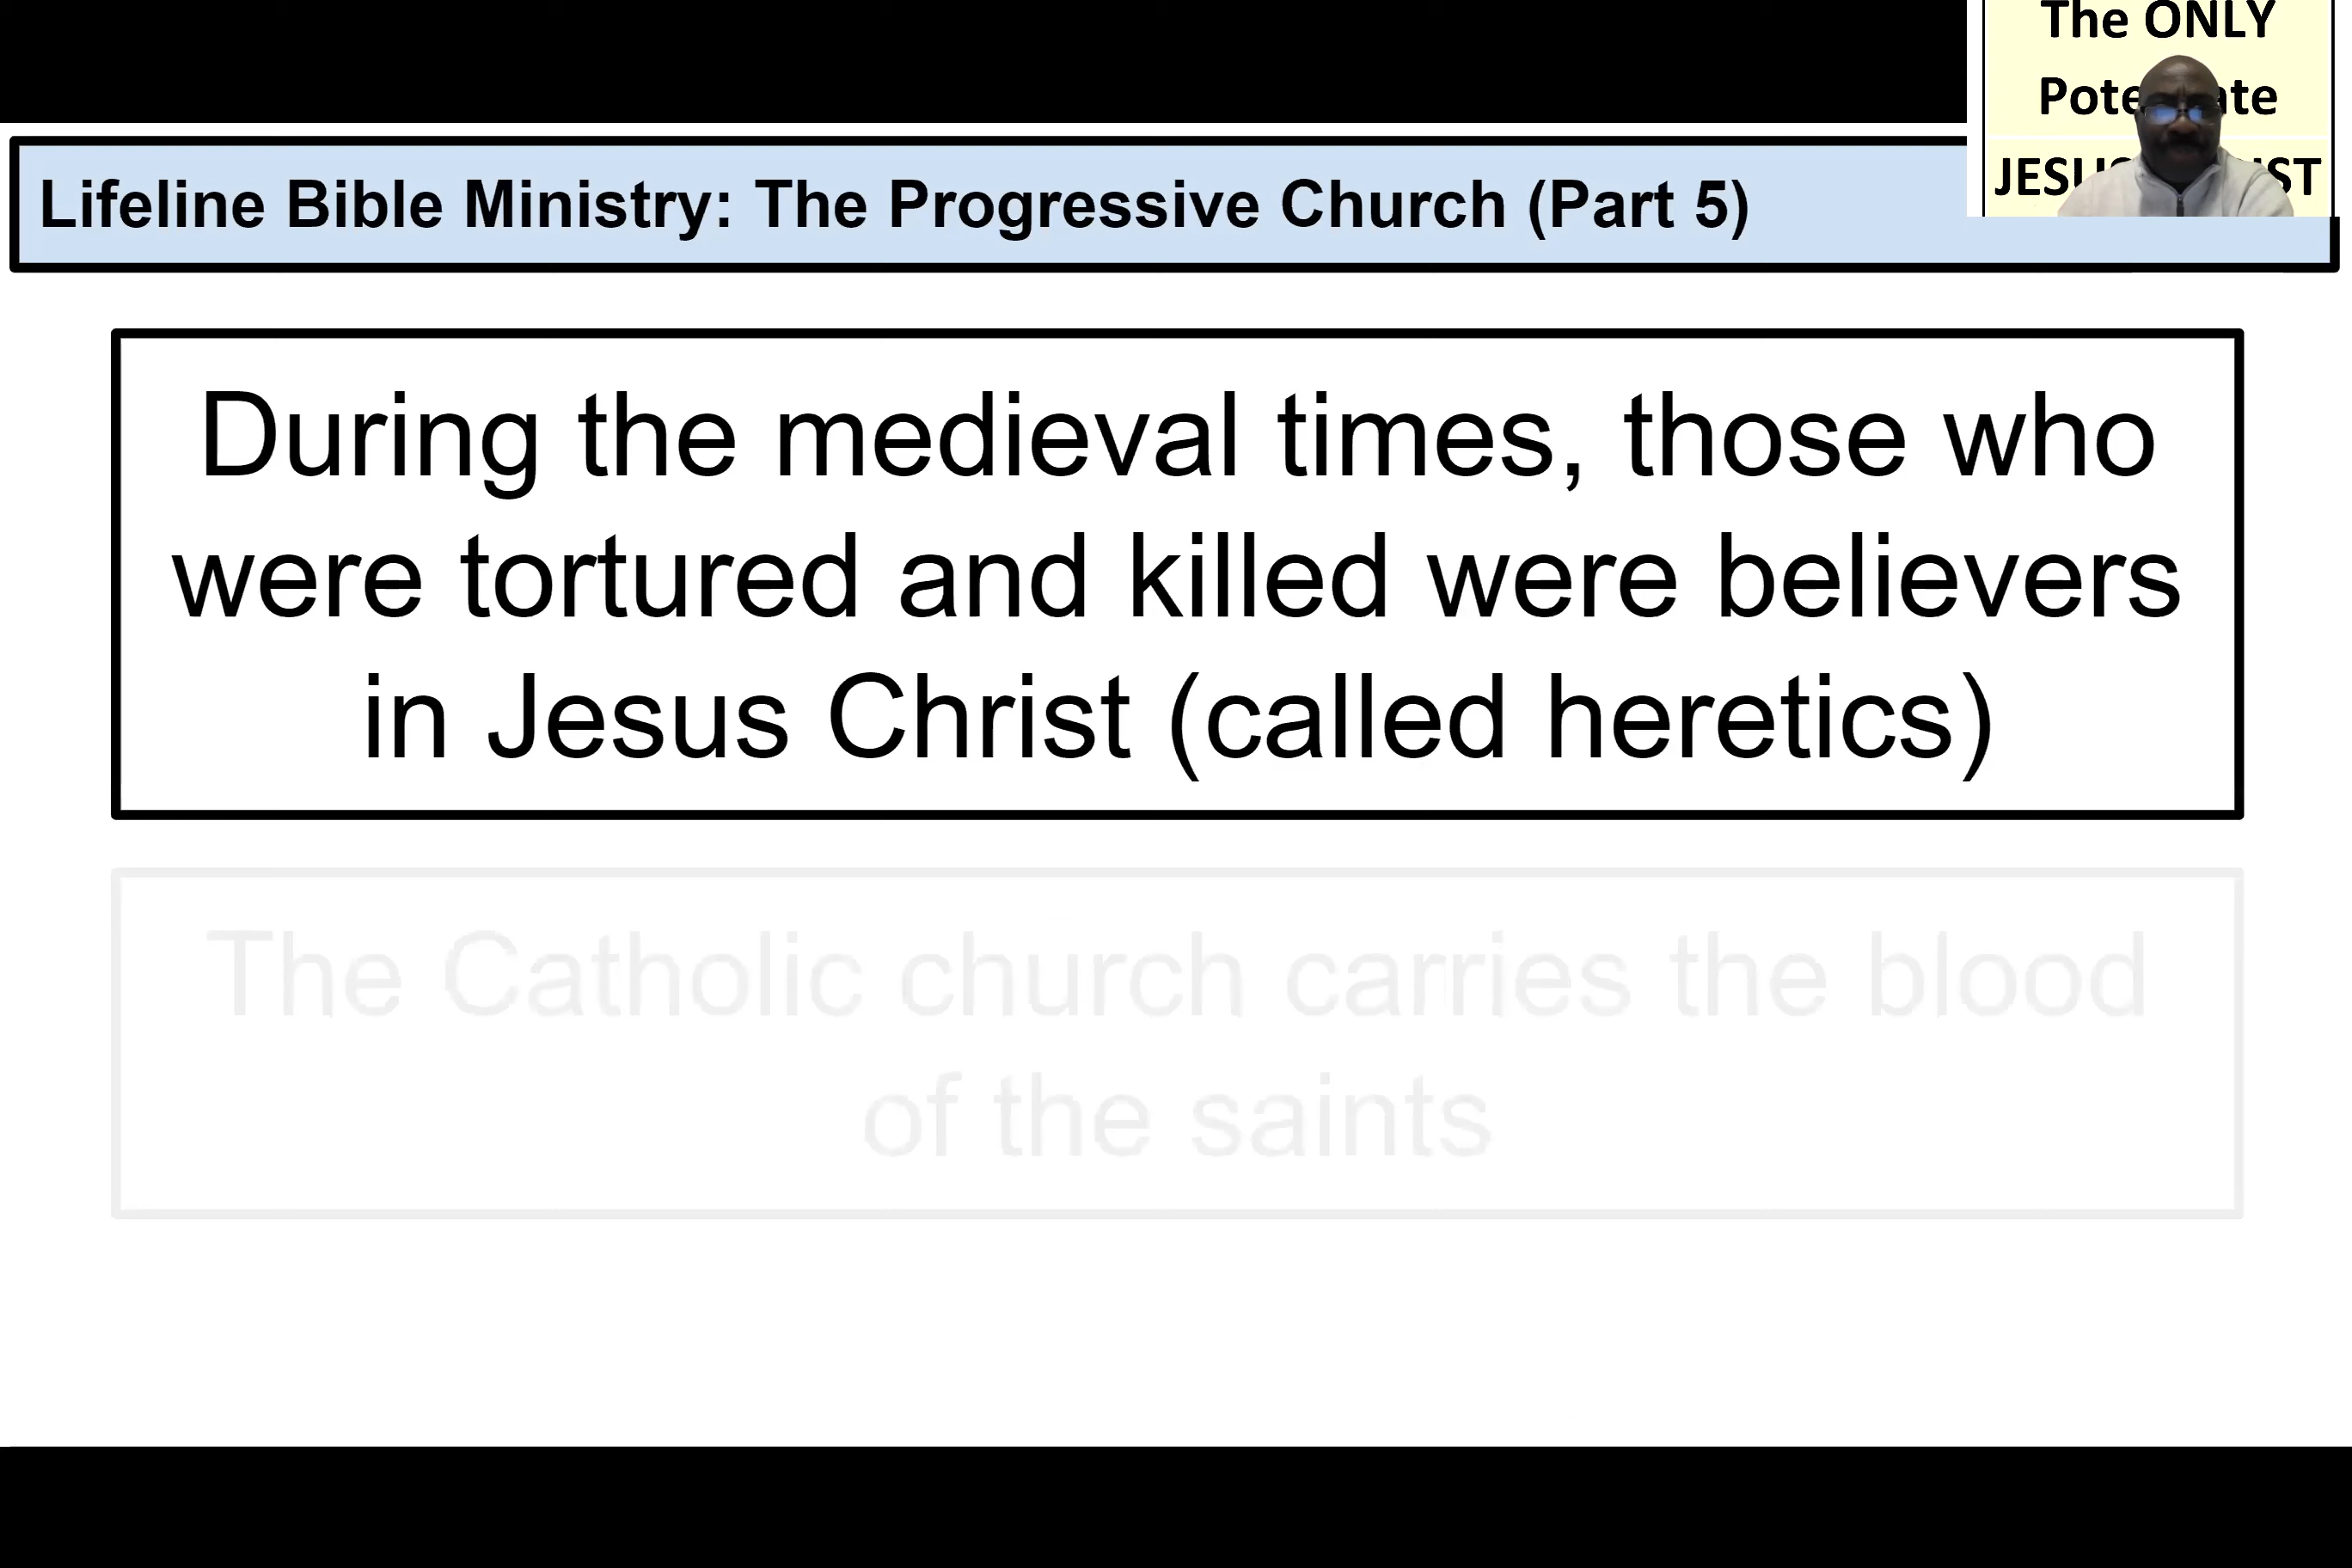 The ONLY
JESUS
Lifeline Bible Ministry: The Progressive Church (Part 5)
During the medieval times, those who
were tortured and killed were believers
in Jesus Christ (called heretics)
The Catholic church carries the blood
of the saints